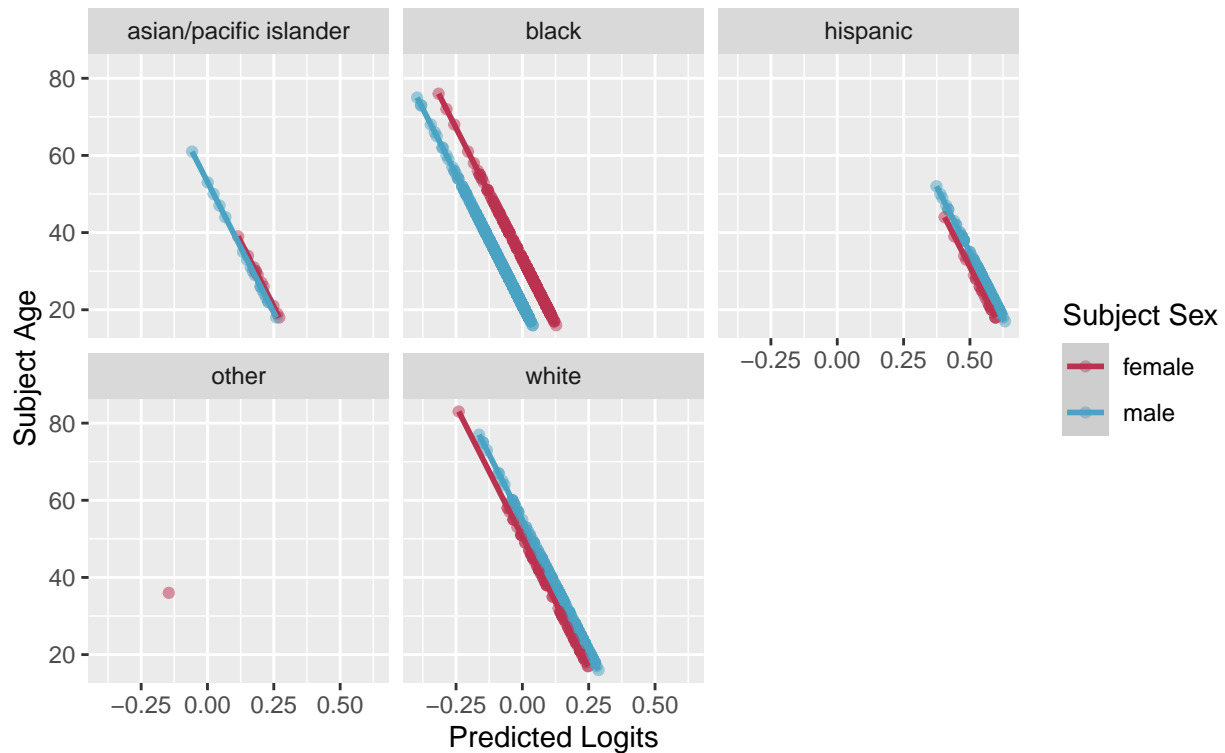 asian/pacific islander
black
hispanic
80
60
40
20
−0.25 0.00 0.25 0.50
other
white
80
60
40
20
−0.25 0.00 0.25 0.50
−0.25 0.00 0.25 0.50
Subject Age
Predicted Logits
Subject Sex
female
male